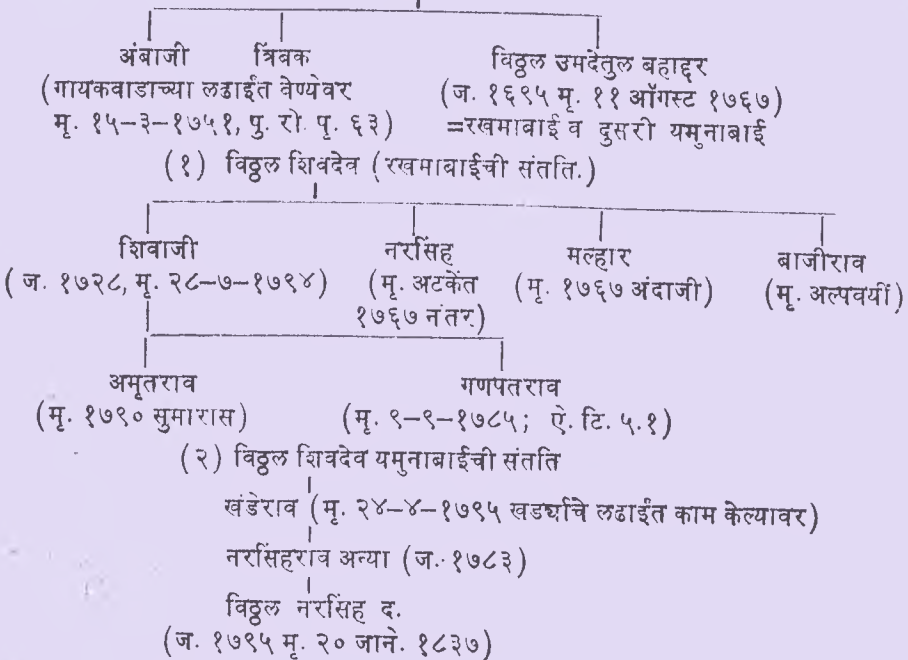 अंबाजी त्रिंबक विठ्ठल उमदेतुल बहाद्दर
(गायकवाडाच्या लढाईंत वेण्येवर (ज. १६९५ मृ. ११ ऑगस्ट १७६७)
मृ. १५-३-१७५१, पु. रो. पृ. ६३) =रखमाबाई व दुसरी यमुनाबाई
(१) विठ्ठल शिवदेव (रखमाबाईची संतति.)
शिवाजी नरसिंह मल्हार बाजीराव
(ज. १७२८, मृ. २८-७-१७९४) (मृ. अटकेंत (मृ. १७६७ अंदाजी) (मृ. अल्पवयीं)
१७६७ नंतर)
अमृतराव गणपतराव
(मृ. १७९० सुमारास) (मृ. ९-९-१७८५; ऐ. टि. ५.१)
(२) विठ्ठल शिवदेव यमुनाबाईची संतति
खंडेराव (मृ. २४-४-१७९५ खडर्याचे लढाईंत काम केल्यावर)
नरसिंहराव अन्या (ज. १७८३)
विठ्ठल नरसिंह द.
(ज. १७९५ मृ. २० जाने. १८३७)